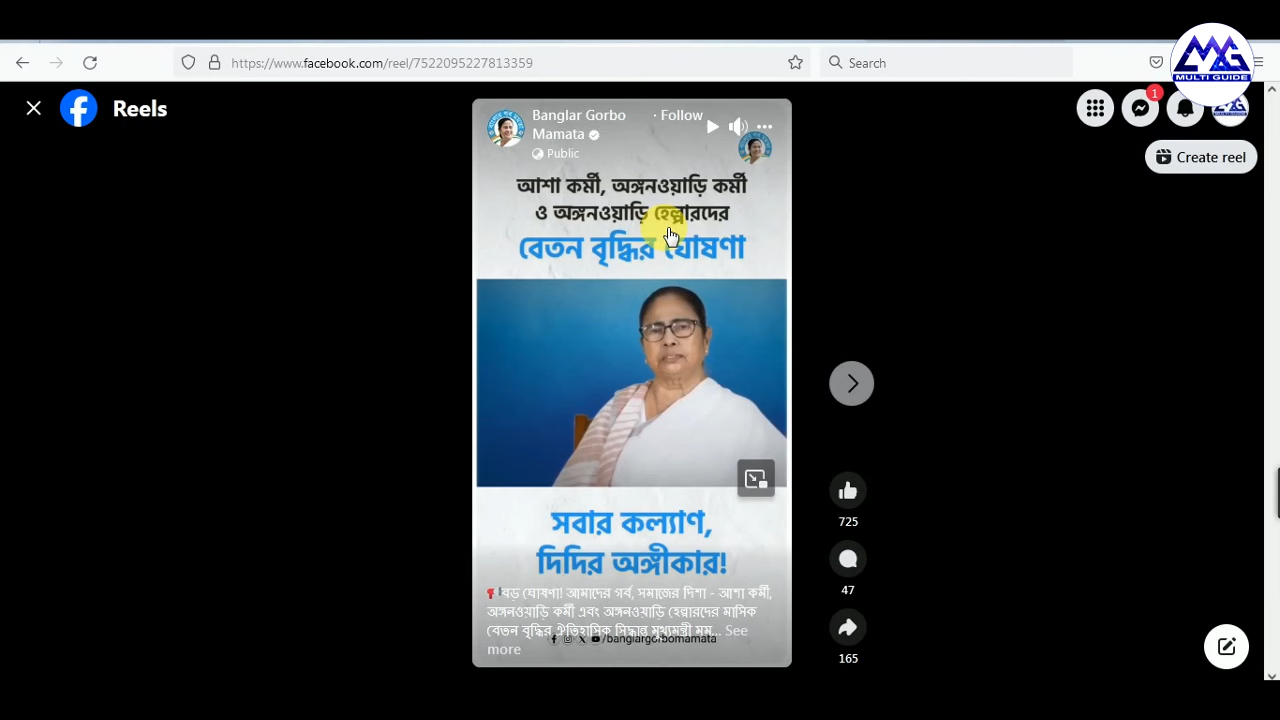 https://www.facebook.com/reel/7522095227813359
Search
MULTI GUIDE
Reels
1
Create reel
Banglar Gorbo Mamata · Follow
Public
আশা কর্মী, অঙ্গনওয়াড়ি কর্মী
ও অঙ্গনওয়াড়ি হেল্পারদের
বেতন বৃদ্ধির ঘোষণা
সবার কল্যাণ,
দিদির অঙ্গীকার!
বড় ঘোষণা! আমাদের গর্ব, সমাজের দিশা - আশা কর্মী,
অঙ্গনওয়াড়ি কর্মী এবং অঙ্গনওয়াড়ি হেল্পারদের মাসিক
বেতন বৃদ্ধির ঐতিহাসিক সিদ্ধান্ত মুখ্যমন্ত্রী মম... See
more
/banglargorbomamata
725
47
165